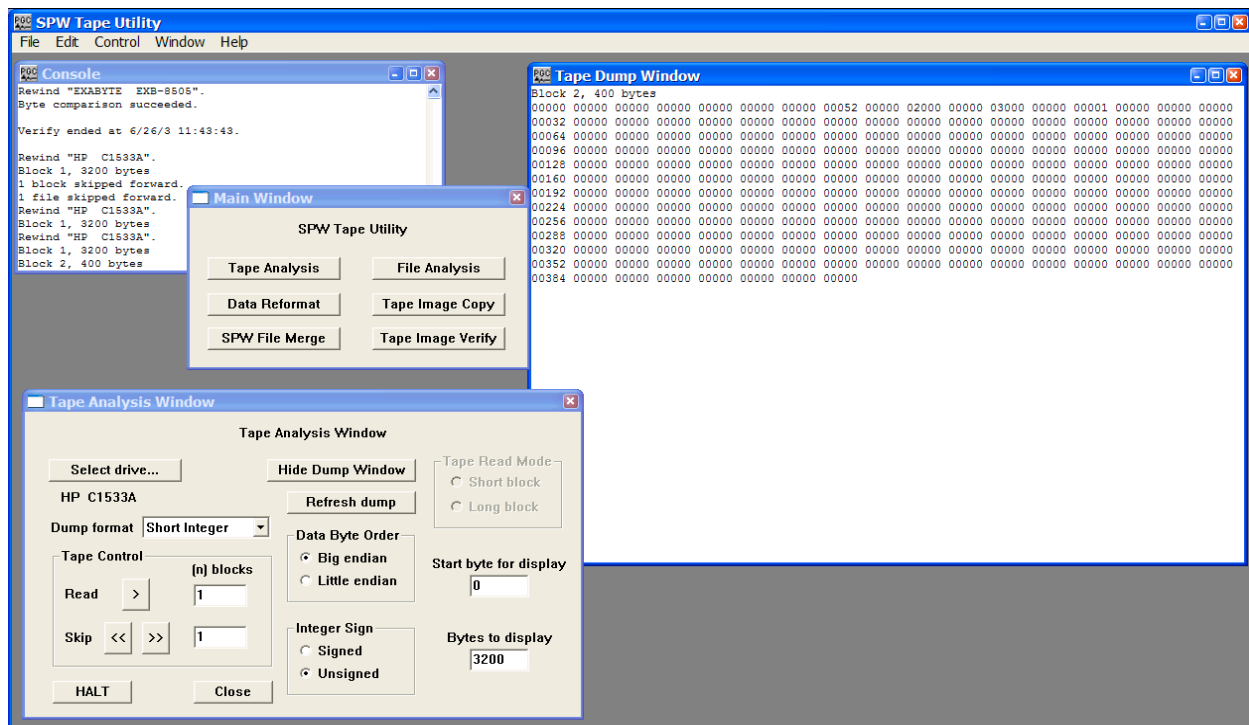 SPW Tape Utility
File Edit Control Window Help
Console
Rewind "EXABYTE  EXB-8505".
Byte comparison succeeded.
Verify ended at 6/26/3 11:43:43.
Rewind "HP  C1533A".
Block 1, 3200 bytes
1 block skipped forward.
1 file skipped forward.
Rewind "HP  C1533A".
Block 1, 3200 bytes
Rewind "HP  C1533A".
Block 1, 3200 bytes
Block 2, 400 bytes
Tape Dump Window
Block 2, 400 bytes
00000 00000 00000 00000 00000 00000 00000 00052 00000 02000 00000 03000 00000 00001 00000 00000 00000
00032 00000 00000 00000 00000 00000 00000 00000 00000 00000 00000 00000 00000 00000 00000 00000 00000
00064 00000 00000 00000 00000 00000 00000 00000 00000 00000 00000 00000 00000 00000 00000 00000 00000
00096 00000 00000 00000 00000 00000 00000 00000 00000 00000 00000 00000 00000 00000 00000 00000 00000
00128 00000 00000 00000 00000 00000 00000 00000 00000 00000 00000 00000 00000 00000 00000 00000 00000
00160 00000 00000 00000 00000 00000 00000 00000 00000 00000 00000 00000 00000 00000 00000 00000 00000
00192 00000 00000 00000 00000 00000 00000 00000 00000 00000 00000 00000 00000 00000 00000 00000 00000
00224 00000 00000 00000 00000 00000 00000 00000 00000 00000 00000 00000 00000 00000 00000 00000 00000
00256 00000 00000 00000 00000 00000 00000 00000 00000 00000 00000 00000 00000 00000 00000 00000 00000
00288 00000 00000 00000 00000 00000 00000 00000 00000 00000 00000 00000 00000 00000 00000 00000 00000
00320 00000 00000 00000 00000 00000 00000 00000 00000 00000 00000 00000 00000 00000 00000 00000 00000
00352 00000 00000 00000 00000 00000 00000 00000 00000 00000 00000 00000 00000 00000 00000 00000 00000
00384 00000 00000 00000 00000 00000 00000 00000 00000
Main Window
SPW Tape Utility
Tape Analysis
File Analysis
Data Reformat
Tape Image Copy
SPW File Merge
Tape Image Verify
Tape Analysis Window
Tape Analysis Window
Select drive...
Hide Dump Window
Tape Read Mode
Short block
Long block
HP C1533A
Refresh dump
Dump format Short Integer
Data Byte Order
Big endian
Little endian
Start byte for display
0
Tape Control
(n) blocks
Read > 1
Skip << >> 1
Integer Sign
Signed
Unsigned
Bytes to display
3200
HALT
Close